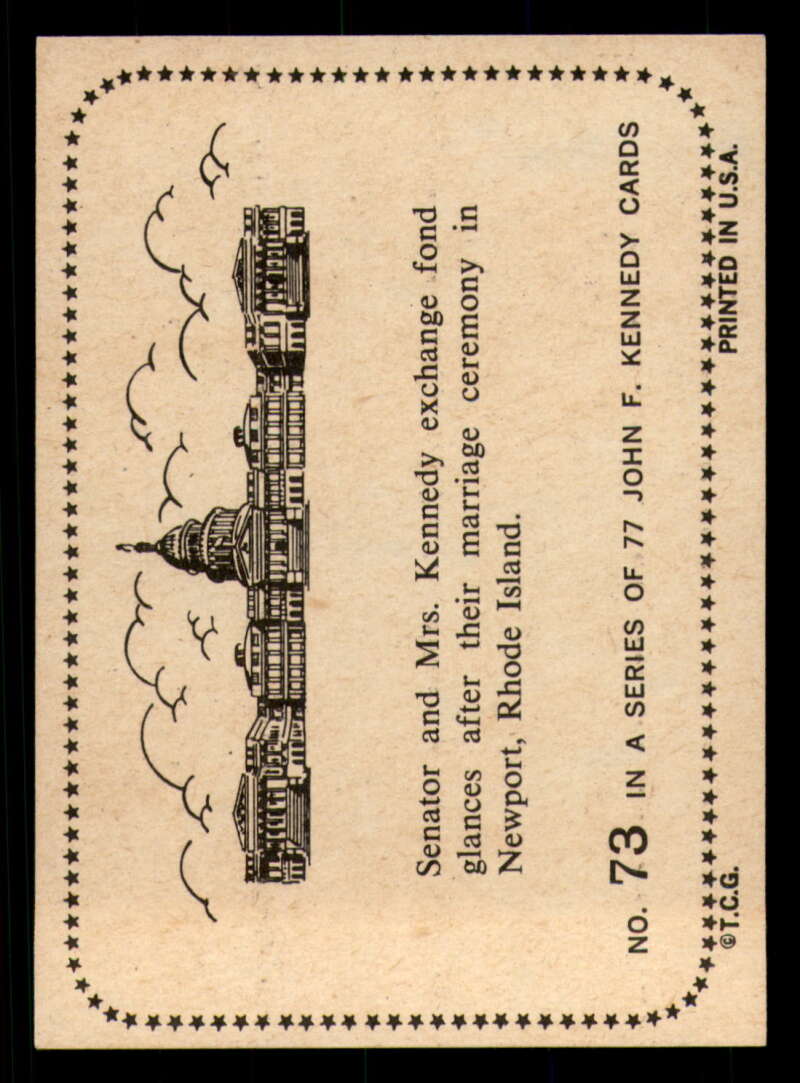 Senator and Mrs. Kennedy exchange fond
glances after their marriage ceremony in
Newport, Rhode Island.
NO. 73 IN A SERIES OF 77 JOHN F. KENNEDY CARDS
©T.C.G. PRINTED IN U.S.A.